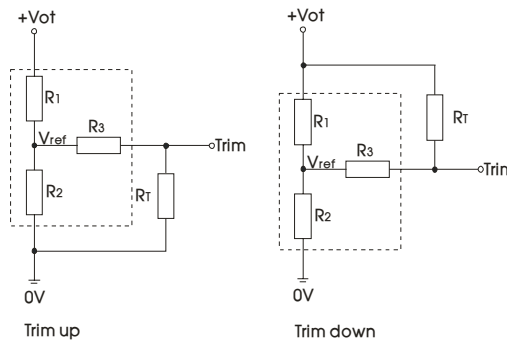 +Vot
R1
Vref
R3
Trim
R2
RT
0V
Trim up
+Vot
R1
RT
Vref
R3
Trim
R2
0V
Trim down